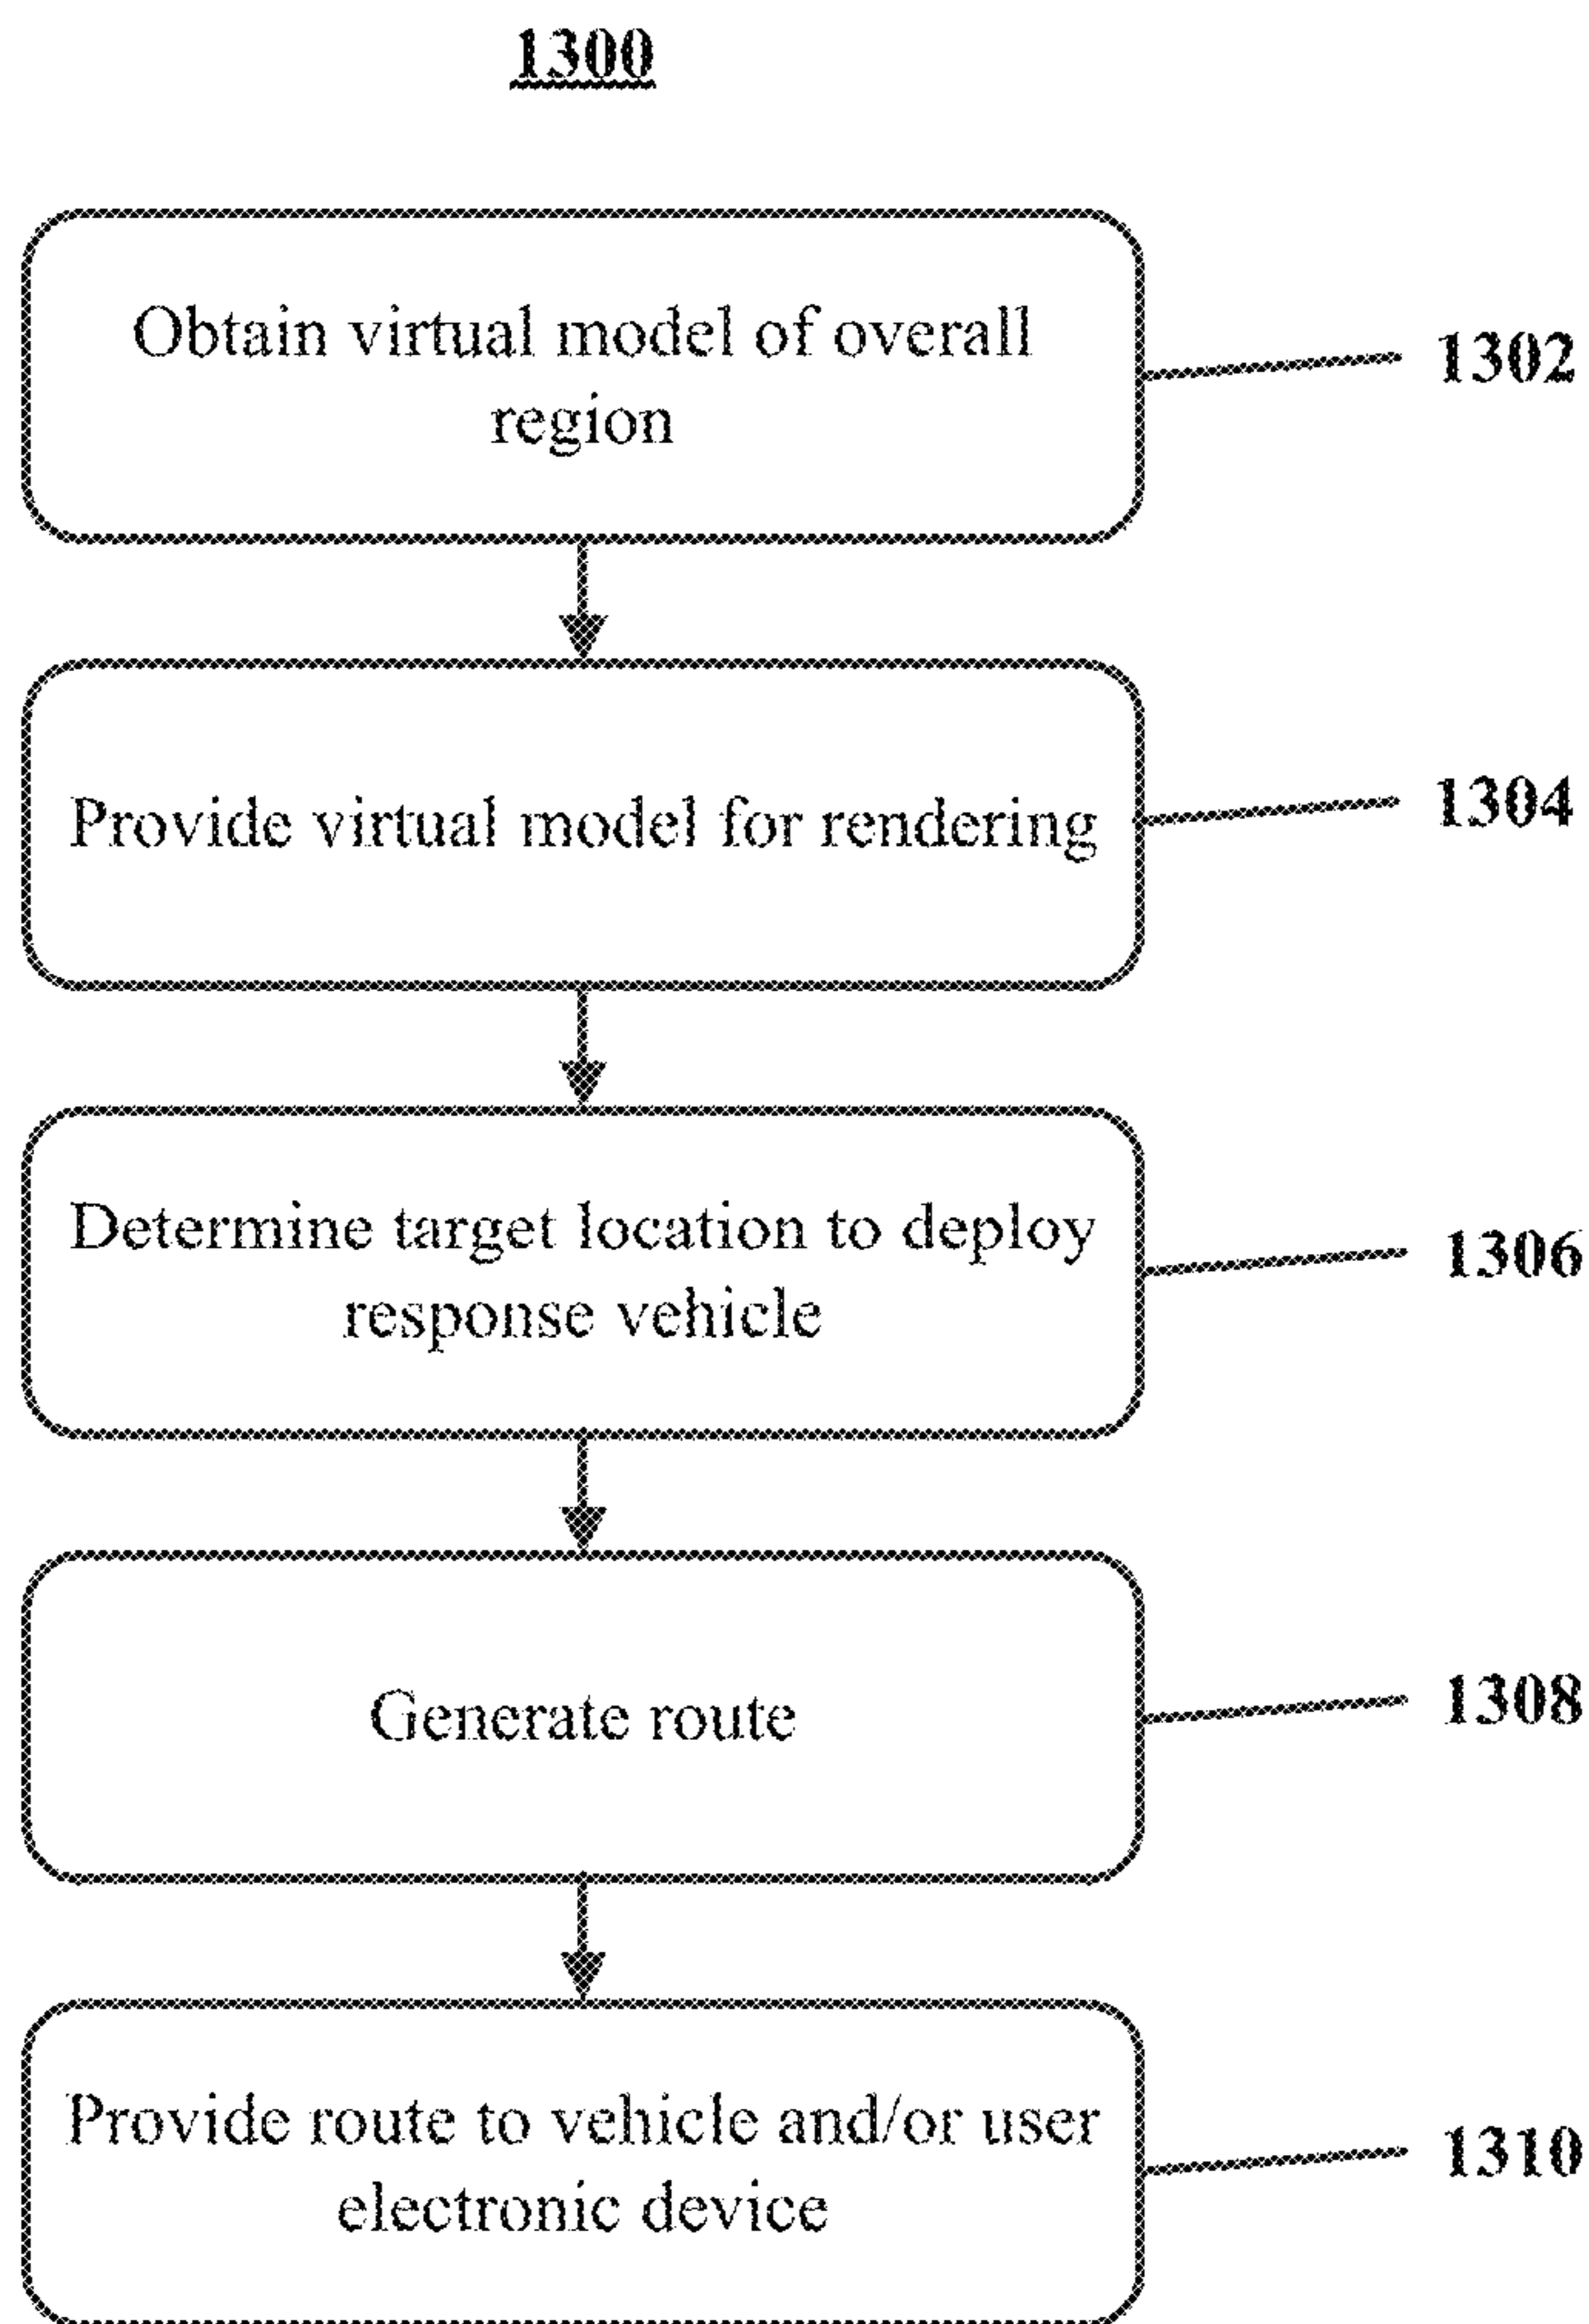 1300
Obtain virtual model of overall
region
1302
Provide virtual model for rendering
1304
Determine target location to deploy
response vehicle
1306
Generate route
1308
Provide route to vehicle and/or user
electronic device
1310